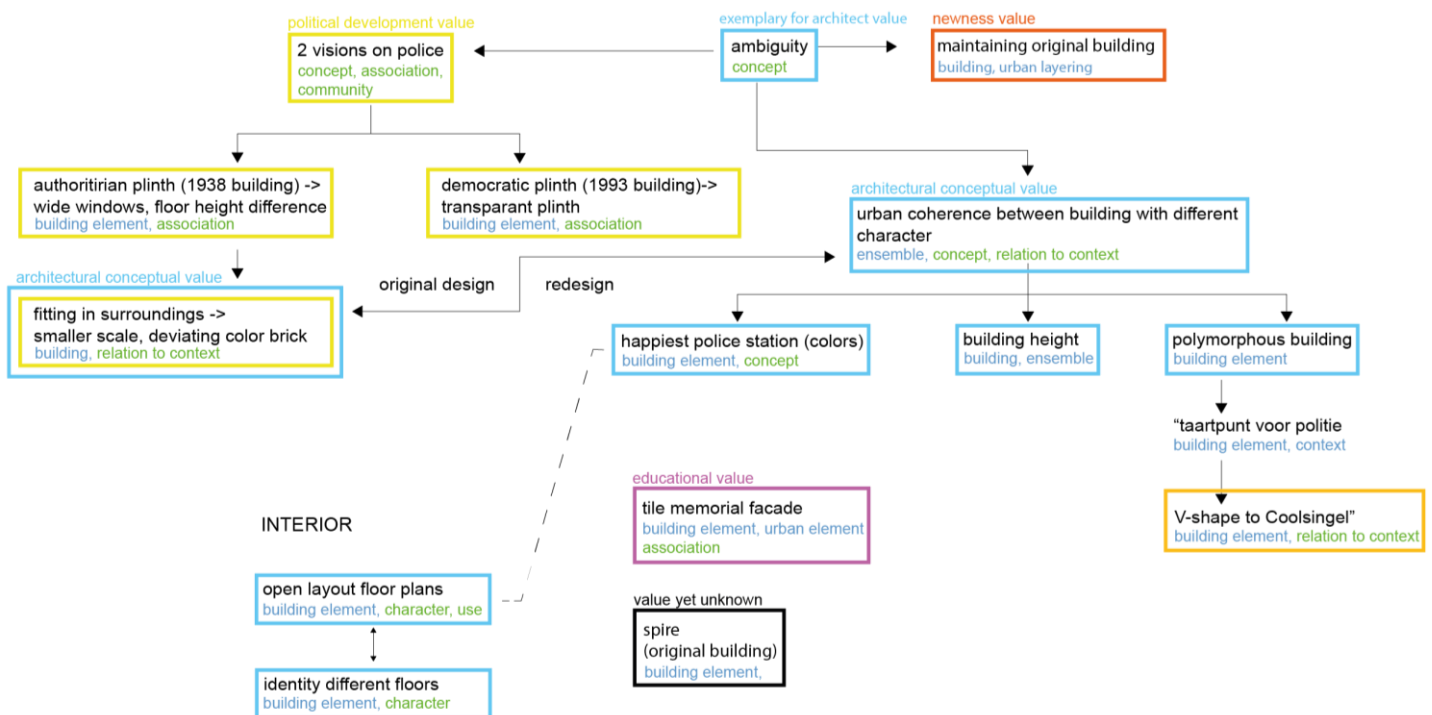 political development value
2 visions on police
concept, association,
community
exemplary for architect value
ambiguity
concept
newness value
maintaining original building
building, urban layering
authoritirian plinth (1938 building) ->
wide windows, floor height difference
building element, association
democratic plinth (1993 building)->
transparant plinth
building element, association
architectural conceptual value
urban coherence between building with different
character
ensemble, concept, relation to context
architectural conceptual value
fitting in surroundings ->
smaller scale, deviating color brick
building, relation to context
original design
redesign
happiest police station (colors)
building element, concept
building height
building, ensemble
polymorphous building
building element
“taartpunt voor politie
building element, context
V-shape to Coolsingel”
building element, relation to context
educational value
tile memorial facade
building element, urban element
association
INTERIOR
open layout floor plans
building element, character, use
identity different floors
building element, character
value yet unknown
spire
(original building)
building element,